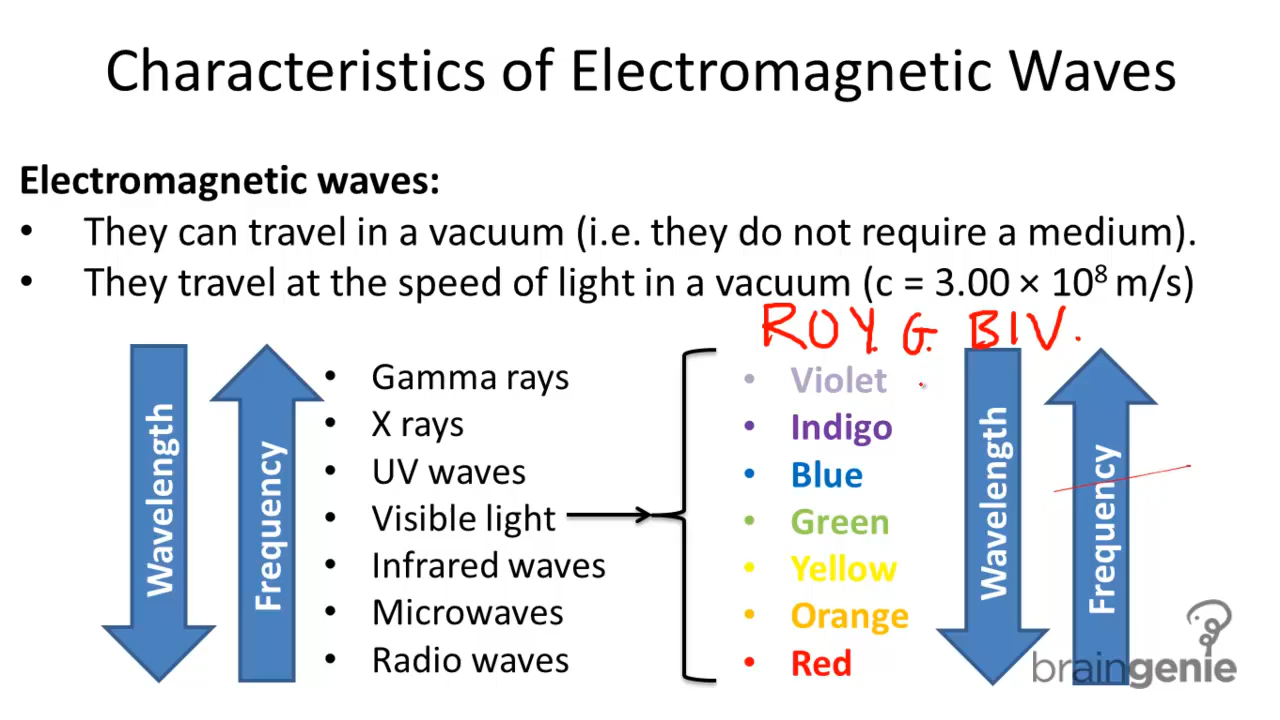 Characteristics of Electromagnetic Waves
Electromagnetic waves:
• They can travel in a vacuum (i.e. they do not require a medium).
• They travel at the speed of light in a vacuum (c = 3.00 × 10⁸ m/s)
R O Y. G. B I V.
Wavelength
Frequency
• Gamma rays
• X rays
• UV waves
• Visible light
• Infrared waves
• Microwaves
• Radio waves
• Violet
• Indigo
• Blue
• Green
• Yellow
• Orange
• Red
Wavelength
Frequency
braingenie